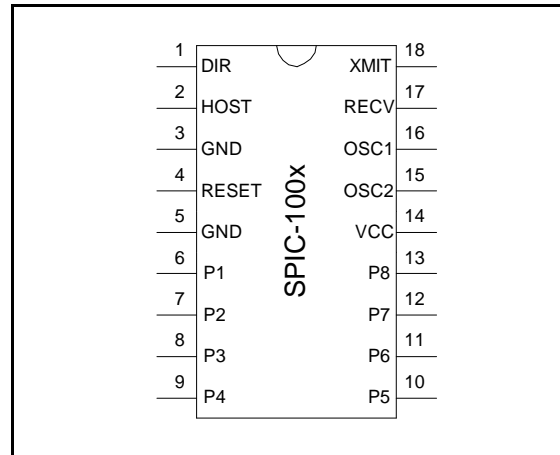 1 DIR XMIT 18
2 HOST RECV 17
3 GND OSC1 16
4 RESET OSC2 15
5 GND VCC 14
6 P1 P8 13
7 P2 P7 12
8 P3 P6 11
9 P4 P5 10
SPIC-100x